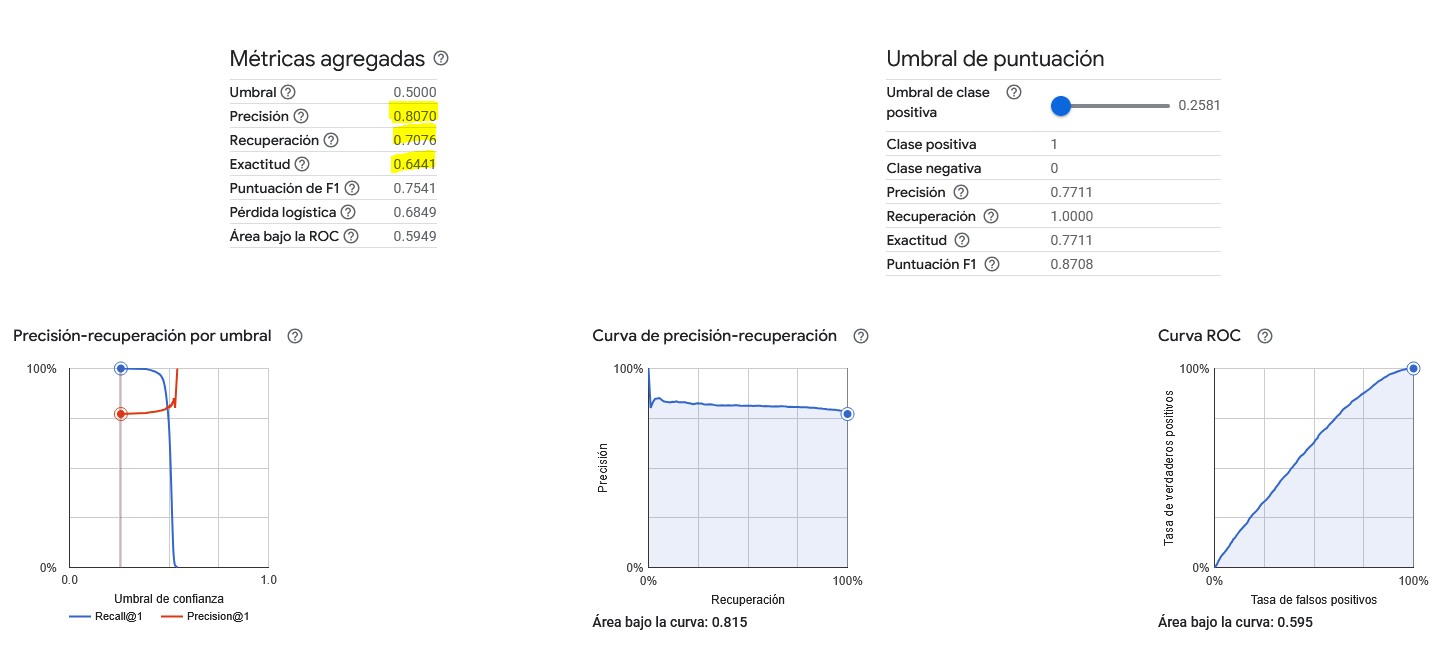 Métricas agregadas
Umbral 0.5000
Precisión 0.8070
Recuperación 0.7076
Exactitud 0.6441
Puntuación de F1 0.7541
Pérdida logística 0.6849
Área bajo la ROC 0.5949
Umbral de puntuación
Umbral de clase
positiva
0.2581
Clase positiva 1
Clase negativa 0
Precisión 0.7711
Recuperación 1.0000
Exactitud 0.7711
Puntuación F1 0.8708
Precisión-recuperación por umbral
100%
0%
0.0 1.0
Umbral de confianza
Recall@1 Precision@1
Curva de precisión-recuperación
100%
Precisión
0%
0% 100%
Recuperación
Área bajo la curva: 0.815
Curva ROC
100%
Tasa de verdaderos positivos
0%
0% 100%
Tasa de falsos positivos
Área bajo la curva: 0.595